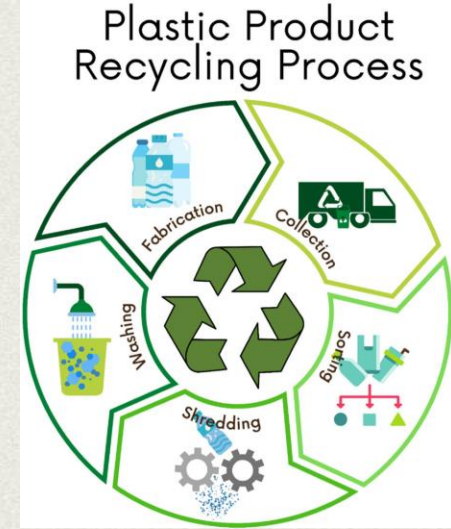 Plastic Product
Recycling Process
Fabrication
Collection
Sorting
Shredding
Washing